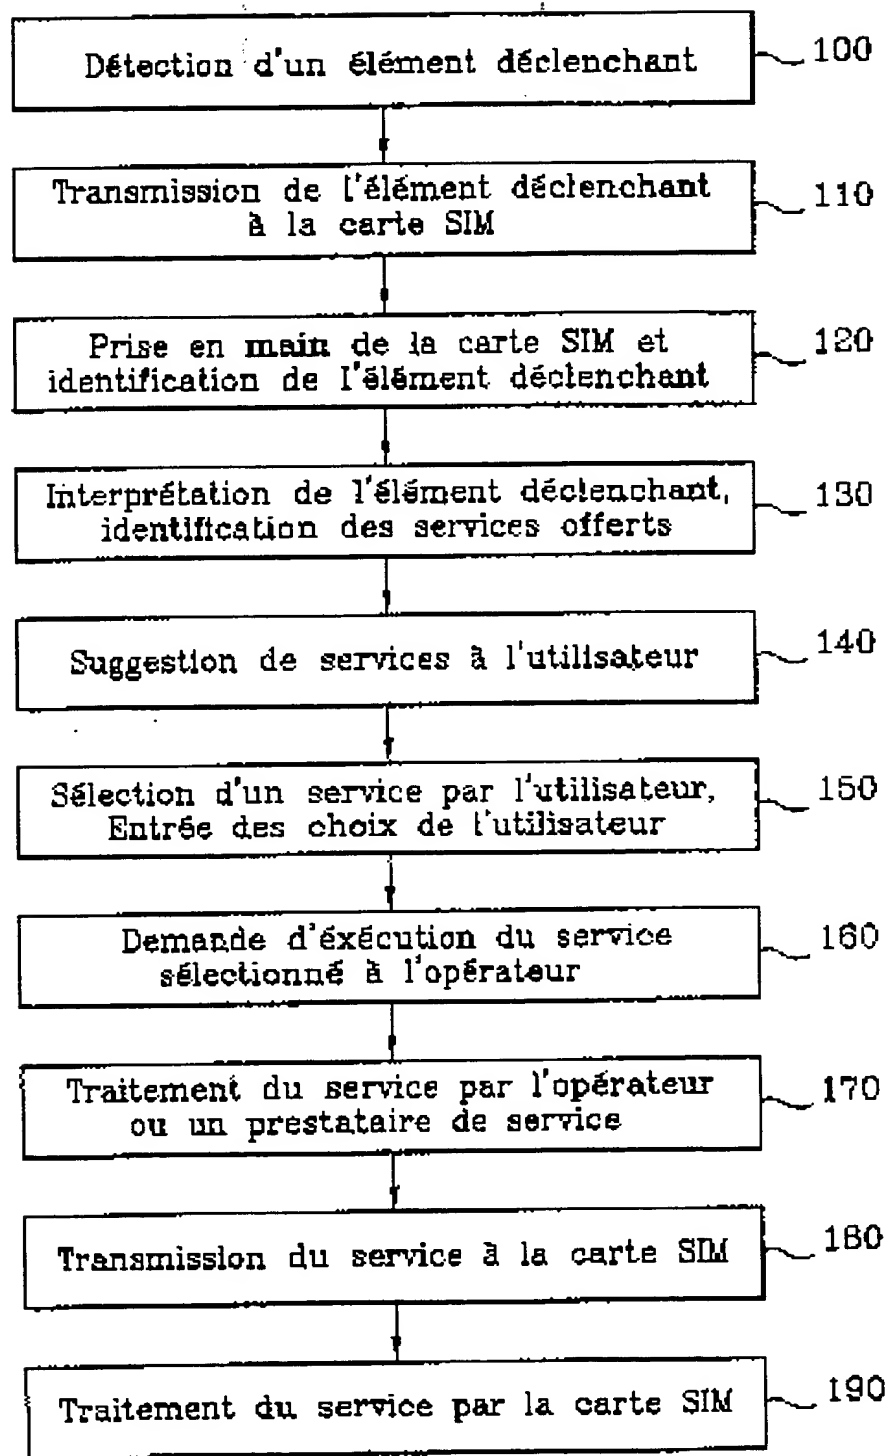 Détection d'un élément déclenchant
100
Transmission de l'élément déclenchant
à la carte SIM
110
Prise en main de la carte SIM et
identification de l'élément déclenchant
120
Interprétation de l'élément déclenchant,
identification des services offerts
130
Suggestion de services à l'utilisateur
140
Sélection d'un service par l'utilisateur,
Entrée des choix de l'utilisateur
150
Demande d'éxécution du service
sélectionné à l'opérateur
160
Traitement du service par l'opérateur
ou un prestataire de service
170
Transmission du service à la carte SIM
180
Traitement du service par la carte SIM
190